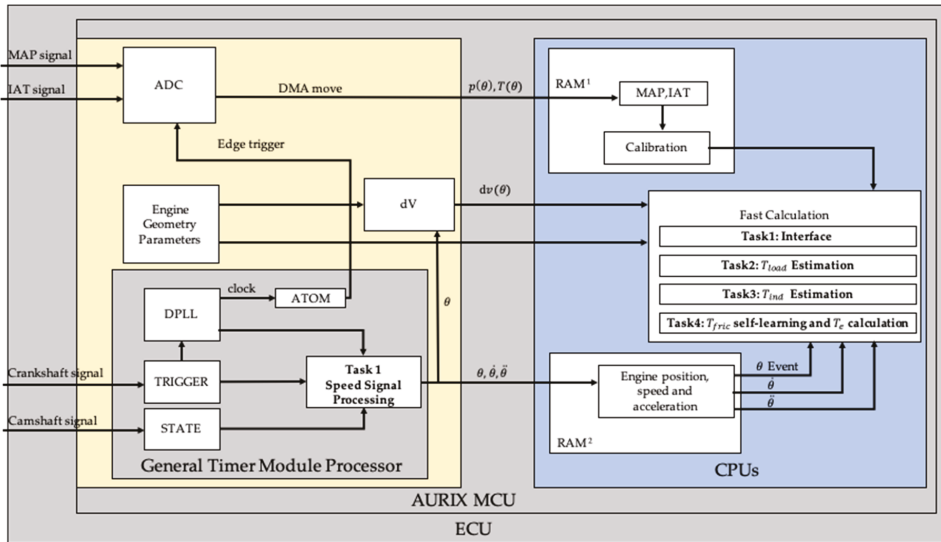 MAP signal
IAT signal
ADC
DMA move
p(θ),T(θ)
RAM¹
MAP,IAT
Calibration
Edge trigger
Engine
Geometry
Parameters
dV
dv(θ)
Fast Calculation
Task1: Interface
Task2: T_load Estimation
Task3: T_ind Estimation
Task4: T_fric self-learning and T_e calculation
clock
ATOM
DPLL
θ
Crankshaft signal
TRIGGER
Task 1
Speed Signal
Processing
θ, θ̇, θ̈
Engine position,
speed and
acceleration
θ Event
θ̇
θ̈
Camshaft signal
STATE
RAM²
General Timer Module Processor
CPUs
AURIX MCU
ECU